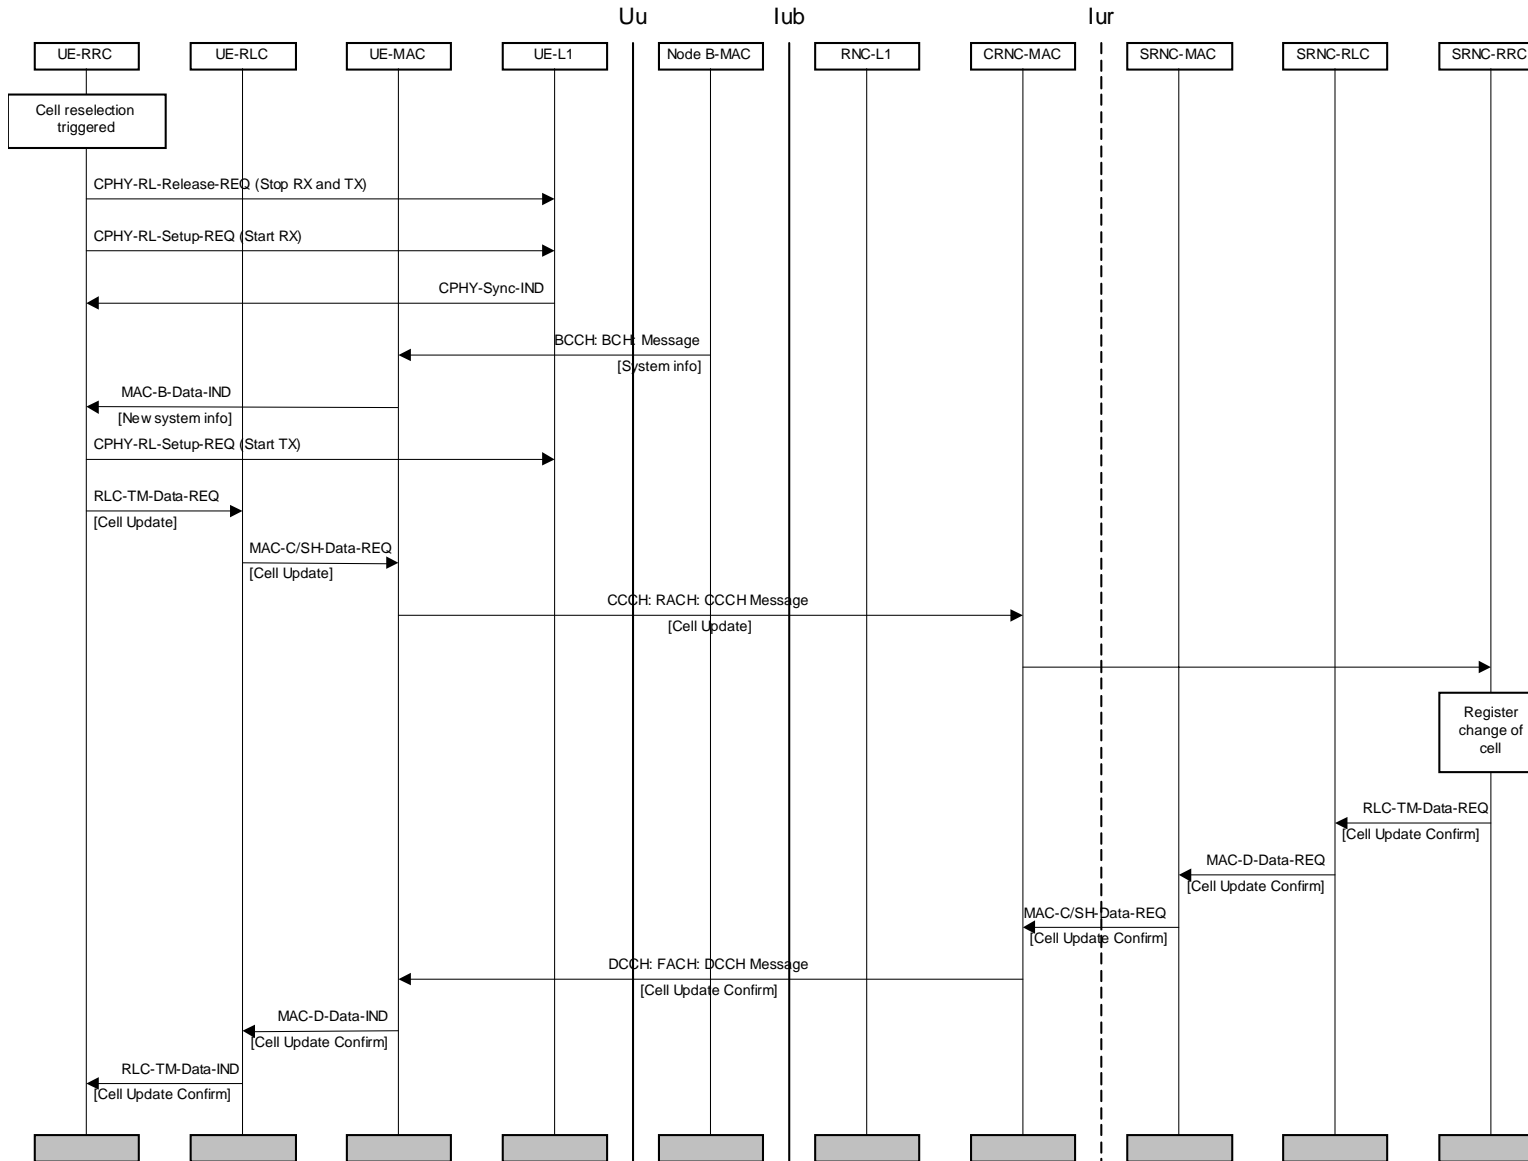 Uu Iub Iur
UE-RRC UE-RLC UE-MAC UE-L1 Node B-MAC RNC-L1 CRNC-MAC SRNC-MAC SRNC-RLC SRNC-RRC
Cell reselection
triggered
CPHY-RL-Release-REQ (Stop RX and TX)
CPHY-RL-Setup-REQ (Start RX)
CPHY-Sync-IND
BCCH: BCH: Message
[System info]
MAC-B-Data-IND
[New system info]
CPHY-RL-Setup-REQ (Start TX)
RLC-TM-Data-REQ
[Cell Update]
MAC-C/SH-Data-REQ
[Cell Update]
CCCH: RACH: CCCH Message
[Cell Update]
Register
change of
cell
RLC-TM-Data-REQ
[Cell Update Confirm]
MAC-D-Data-REQ
[Cell Update Confirm]
MAC-C/SH-Data-REQ
[Cell Update Confirm]
DCCH: FACH: DCCH Message
[Cell Update Confirm]
MAC-D-Data-IND
[Cell Update Confirm]
RLC-TM-Data-IND
[Cell Update Confirm]